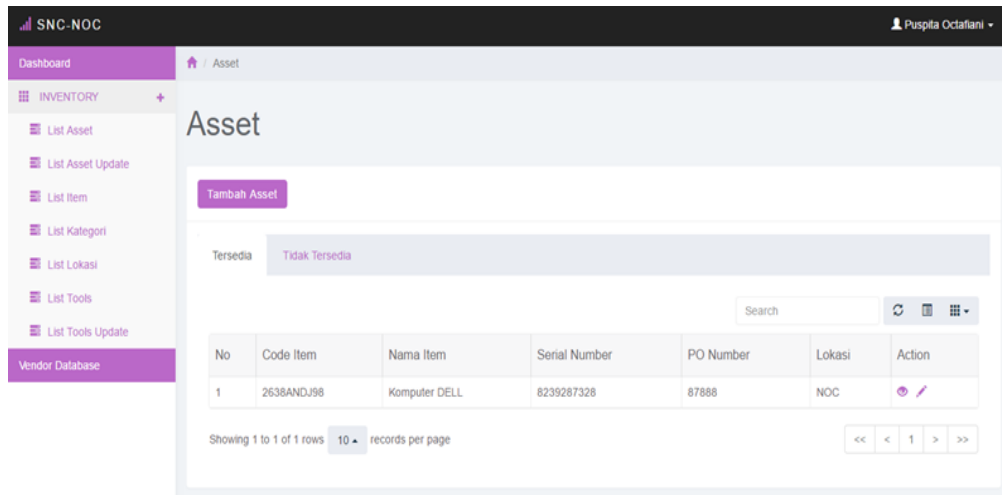 SNC-NOC
Puspita Octafiani
Dashboard
/ Asset
INVENTORY +
List Asset
List Asset Update
List Item
List Kategori
List Lokasi
List Tools
List Tools Update
Vendor Database
Asset
Tambah Asset
Tersedia Tidak Tersedia
Search
No Code Item Nama Item Serial Number PO Number Lokasi Action
1 2638ANDJ98 Komputer DELL 8239287328 87888 NOC
Showing 1 to 1 of 1 rows 10 records per page
<< < 1 > >>